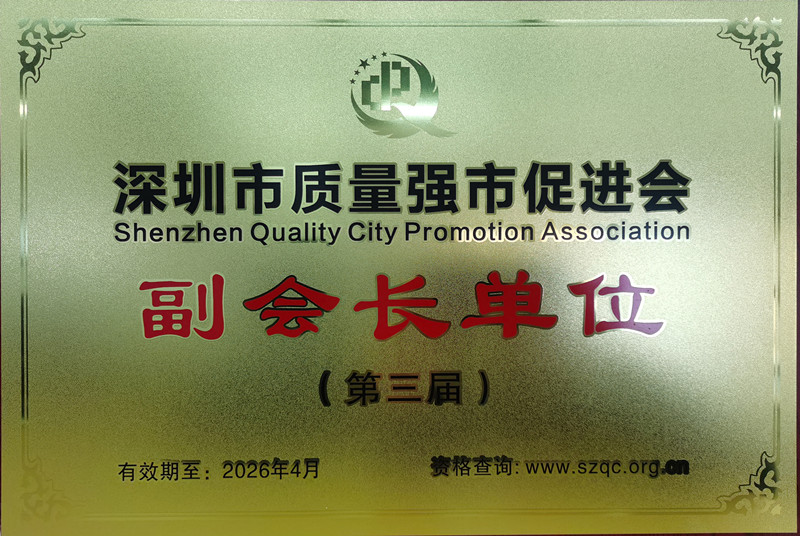 深圳市质量强市促进会
Shenzhen Quality City Promotion Association
副会长单位
（第三届）
有效期至：2026年4月 资格查询: www.szqc.org.cn